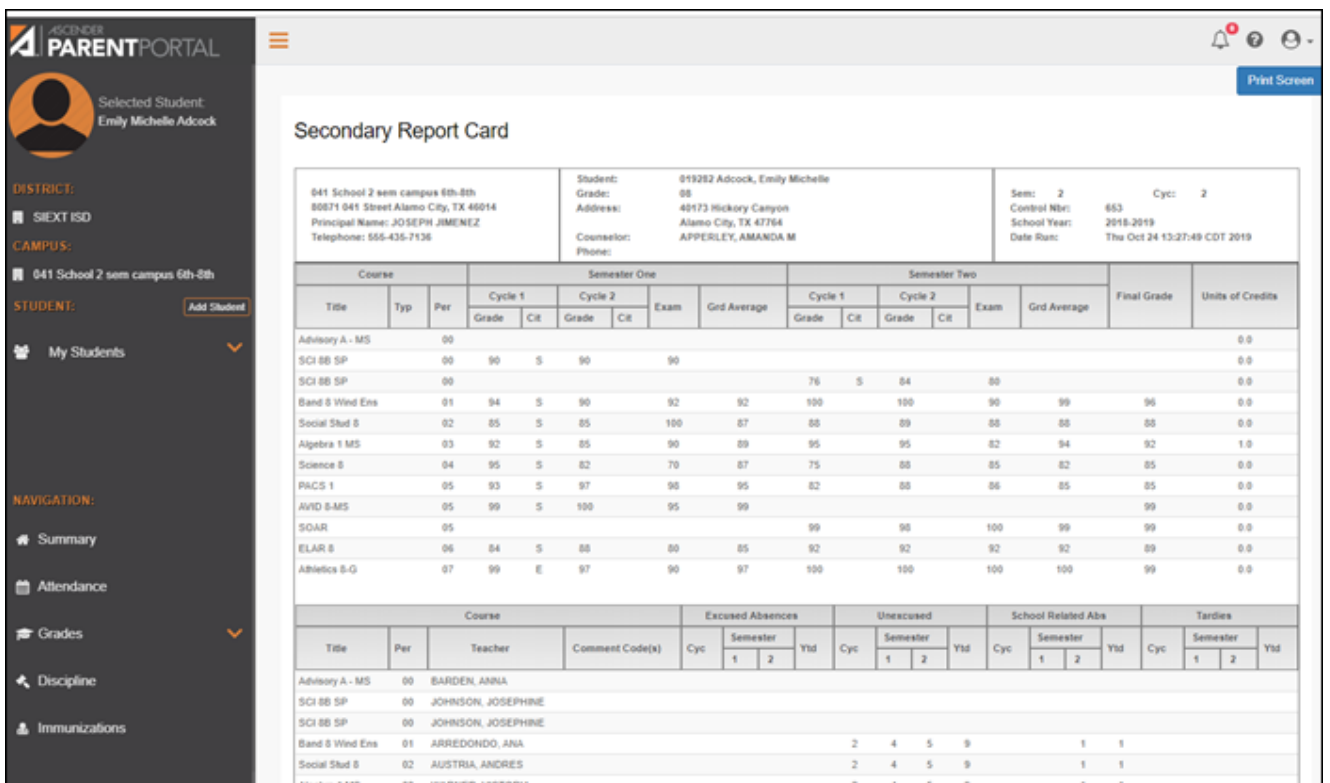 ASCENDER
PARENTPORTAL
0
Print Screen
Selected Student:
Emily Michelle Adcock
DISTRICT:
SIEXT ISD
CAMPUS:
041 School 2 sem campus 6th-8th
STUDENT: Add Student
My Students
NAVIGATION:
Summary
Attendance
Grades
Discipline
Immunizations
Secondary Report Card
041 School 2 sem campus 6th-8th
80871 041 Street Alamo City, TX 46014
Principal Name: JOSEPH JIMENEZ
Telephone: 555-435-7136
Student: 019282 Adcock, Emily Michelle
Grade: 08
Address: 40173 Hickory Canyon
Alamo City, TX 47764
Counselor: APPERLEY, AMANDA M
Phone:
Sem: 2 Cyc: 2
Control Nbr: 653
School Year: 2018-2019
Date Run: Thu Oct 24 13:27:49 CDT 2019
Course Semester One Semester Two Final Grade Units of Credits
Title Typ Per Cycle 1 Cycle 2 Exam Grd Average Cycle 1 Cycle 2 Exam Grd Average
Grade Cit Grade Cit Grade Cit Grade Cit
Advisory A - MS 00 0.0
SCI 8B SP 00 90 S 90 90 0.0
SCI 8B SP 00 76 S 84 80 0.0
Band 8 Wind Ens 01 94 S 90 92 92 100 100 90 99 96 0.0
Social Stud 8 02 85 S 85 100 87 88 89 88 88 88 0.0
Algebra 1 MS 03 92 S 85 90 89 95 95 82 94 92 1.0
Science 8 04 95 S 82 70 87 75 88 85 82 85 0.0
PACS 1 05 93 S 97 98 95 82 88 86 85 85 0.0
AVID 8-MS 05 99 S 100 95 99 99 0.0
SOAR 05 99 98 100 99 99 0.0
ELAR 8 06 84 S 88 80 85 92 92 92 92 89 0.0
Athletics 8-G 07 99 E 97 90 97 100 100 100 100 99 0.0
Course Excused Absences Unexcused School Related Abs Tardies
Title Per Teacher Comment Code(s) Cyc Semester Ytd Cyc Semester Ytd Cyc Semester Ytd Cyc Semester Ytd
1 2 1 2 1 2 1 2
Advisory A - MS 00 BARDEN, ANNA
SCI 8B SP 00 JOHNSON, JOSEPHINE
SCI 8B SP 00 JOHNSON, JOSEPHINE
Band 8 Wind Ens 01 ARREDONDO, ANA 2 4 5 9 1 1
Social Stud 8 02 AUSTRIA, ANDRES 2 4 5 9 1 1